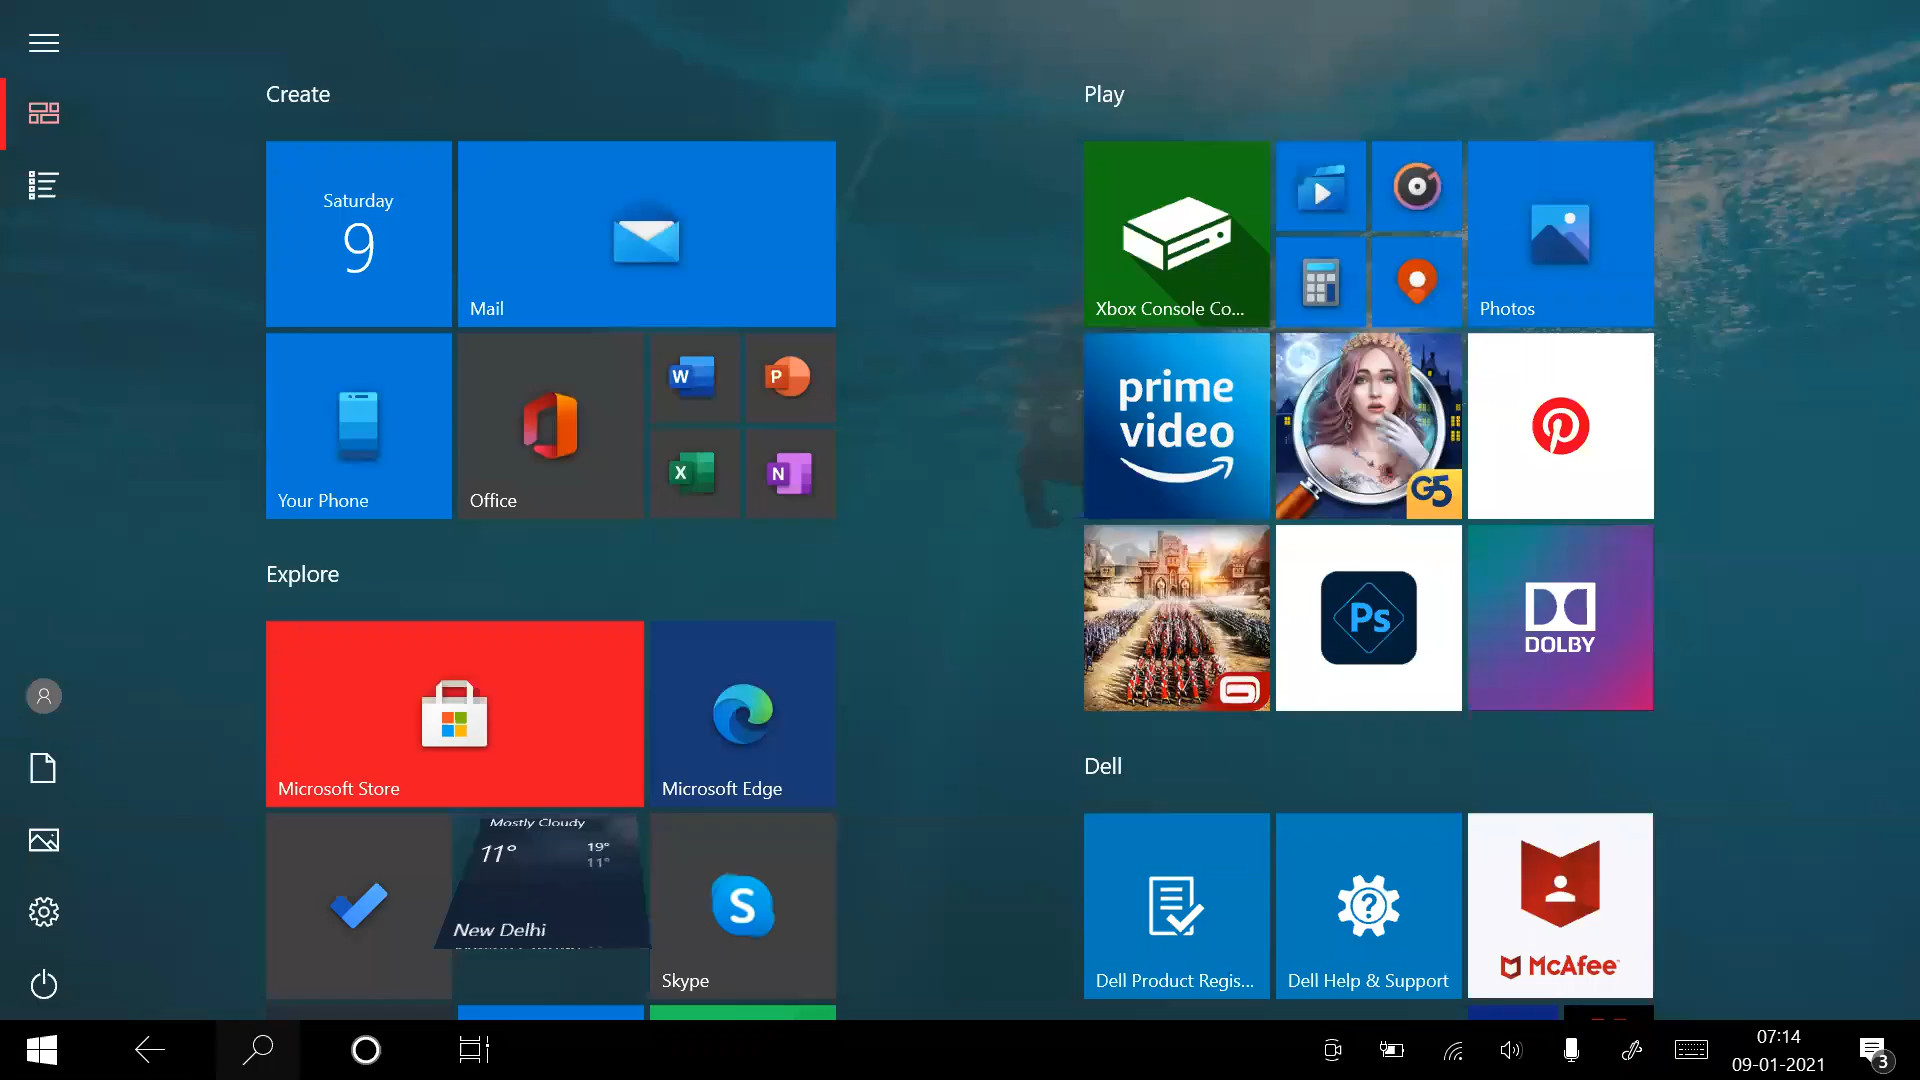 Create
Saturday
9
Mail
Your Phone
Office
W
P
X
N
Explore
Microsoft Store
Microsoft Edge
Mostly Cloudy
11°
19°
11°
New Delhi
S
Skype
Play
Xbox Console Co...
Photos
prime
video
G5
Ps
DOLBY
Dell
Dell Product Regis...
Dell Help & Support
McAfee
07:14
09-01-2021
3